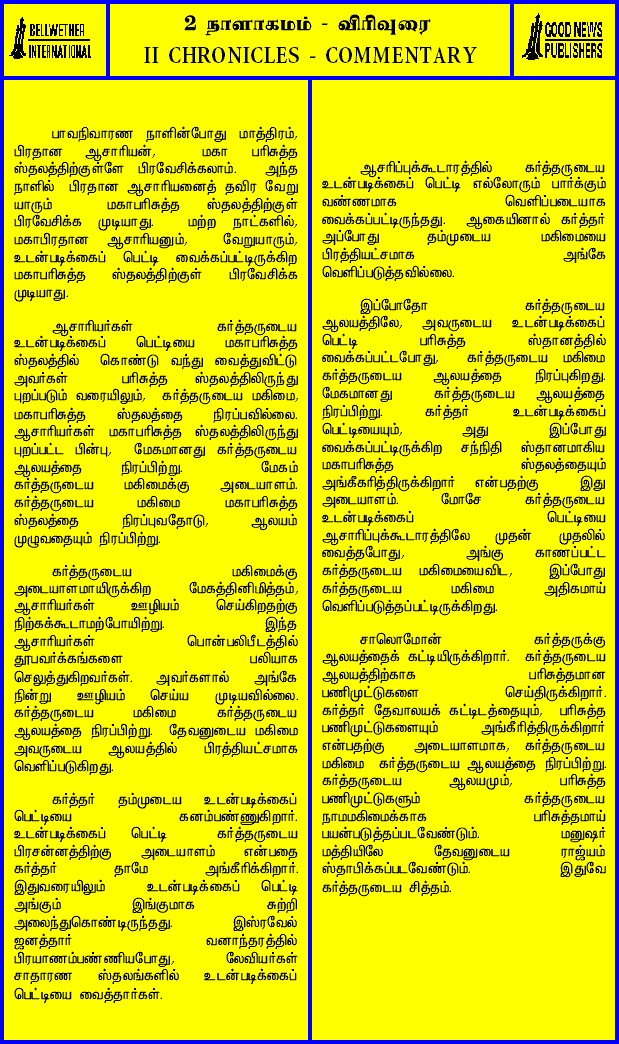 BELLWETHER
INTERNATIONAL
2 நாளாகமம் - விரிவுரை
II CHRONICLES - COMMENTARY
GOOD NEWS
PUBLISHERS
பாவநிவாரண நாளின்போது மாத்திரம்,
பிரதான ஆசாரியன், மகா பரிசுத்த
ஸ்தலத்திற்குள்ளே பிரவேசிக்கலாம். அந்த
நாளில் பிரதான ஆசாரியனைத் தவிர வேறு
யாரும் மகாபரிசுத்த ஸ்தலத்திற்குள்
பிரவேசிக்க முடியாது. மற்ற நாட்களில்,
மகாபிரதான ஆசாரியனும், வேறுயாரும்,
உடன்படிக்கைப் பெட்டி வைக்கப்பட்டிருக்கிற
மகாபரிசுத்த ஸ்தலத்திற்குள் பிரவேசிக்க
முடியாது.
ஆசாரியர்கள் கர்த்தருடைய
உடன்படிக்கைப் பெட்டியை மகாபரிசுத்த
ஸ்தலத்தில் கொண்டு வந்து வைத்துவிட்டு
அவர்கள் பரிசுத்த ஸ்தலத்திலிருந்து
புறப்படும் வரையிலும், கர்த்தருடைய மகிமை,
மகாபரிசுத்த ஸ்தலத்தை நிரப்பவில்லை.
ஆசாரியர்கள் மகாபரிசுத்த ஸ்தலத்திலிருந்து
புறப்பட்ட பின்பு, மேகமானது கர்த்தருடைய
ஆலயத்தை நிரப்பிற்று. மேகம்
கர்த்தருடைய மகிமைக்கு அடையாளம்.
கர்த்தருடைய மகிமை மகாபரிசுத்த
ஸ்தலத்தை நிரப்புவதோடு, ஆலயம்
முழுவதையும் நிரப்பிற்று.
கர்த்தருடைய மகிமைக்கு
அடையாளமாயிருக்கிற மேகத்தினிமித்தம்,
ஆசாரியர்கள் ஊழியம் செய்கிறதற்கு
நிற்கக்கூடாமற்போயிற்று. இந்த
ஆசாரியர்கள் பொன்பலிபீடத்தில்
தூபவர்க்கங்களை பலியாக
செலுத்துகிறவர்கள். அவர்களால் அங்கே
நின்று ஊழியம் செய்ய முடியவில்லை.
கர்த்தருடைய மகிமை கர்த்தருடைய
ஆலயத்தை நிரப்பிற்று. தேவனுடைய மகிமை
அவருடைய ஆலயத்தில் பிரத்தியட்சமாக
வெளிப்படுகிறது.
கர்த்தர் தம்முடைய உடன்படிக்கைப்
பெட்டியை கனம்பண்ணுகிறார்.
உடன்படிக்கைப் பெட்டி கர்த்தருடைய
பிரசன்னத்திற்கு அடையாளம் என்பதை
கர்த்தர் தாமே அங்கீரிக்கிறார்.
இதுவரையிலும் உடன்படிக்கைப் பெட்டி
அங்கும் இங்குமாக சுற்றி
அலைந்துகொண்டிருந்தது. இஸ்ரவேல்
ஜனத்தார் வனாந்தரத்தில்
பிரயாணம்பண்ணியபோது, லேவியர்கள்
சாதாரண ஸ்தலங்களில் உடன்படிக்கைப்
பெட்டியை வைத்தார்கள்.
ஆசரிப்புக்கூடாரத்தில் கர்த்தருடைய
உடன்படிக்கைப் பெட்டி எல்லோரும் பார்க்கும்
வண்ணமாக வெளிப்படையாக
வைக்கப்பட்டிருந்தது. ஆகையினால் கர்த்தர்
அப்போது தம்முடைய மகிமையை
பிரத்தியட்சமாக அங்கே
வெளிப்படுத்தவில்லை.
இப்போதோ கர்த்தருடைய
ஆலயத்திலே, அவருடைய உடன்படிக்கைப்
பெட்டி பரிசுத்த ஸ்தானத்தில்
வைக்கப்பட்டபோது, கர்த்தருடைய மகிமை
கர்த்தருடைய ஆலயத்தை நிரப்புகிறது.
மேகமானது கர்த்தருடைய ஆலயத்தை
நிரப்பிற்று. கர்த்தர் உடன்படிக்கைப்
பெட்டியையும், அது இப்போது
வைக்கப்பட்டிருக்கிற சந்நிதி ஸ்தானமாகிய
மகாபரிசுத்த ஸ்தலத்தையும்
அங்கீகரித்திருக்கிறார் என்பதற்கு இது
அடையாளம். மோசே கர்த்தருடைய
உடன்படிக்கைப் பெட்டியை
ஆசரிப்புக்கூடாரத்திலே முதன் முதலில்
வைத்தபோது, அங்கு காணப்பட்ட
கர்த்தருடைய மகிமையைவிட, இப்போது
கர்த்தருடைய மகிமை அதிகமாய்
வெளிப்படுத்தப்பட்டிருக்கிறது.
சாலொமோன் கர்த்தருக்கு
ஆலயத்தைக் கட்டியிருக்கிறார். கர்த்தருடைய
ஆலயத்திற்காக பரிசுத்தமான
பணிமுட்டுகளை செய்திருக்கிறார்.
கர்த்தர் தேவாலயக் கட்டிடத்தையும், பரிசுத்த
பணிமுட்டுகளையும் அங்கீரித்திருக்கிறார்
என்பதற்கு அடையாளமாக, கர்த்தருடைய
மகிமை கர்த்தருடைய ஆலயத்தை நிரப்பிற்று.
கர்த்தருடைய ஆலயமும், பரிசுத்த
பணிமுட்டுகளும் கர்த்தருடைய
நாமமகிமைக்காக பரிசுத்தமாய்
பயன்படுத்தப்படவேண்டும். மனுஷர்
மத்தியிலே தேவனுடைய ராஜ்யம்
ஸ்தாபிக்கப்படவேண்டும். இதுவே
கர்த்தருடைய சித்தம்.